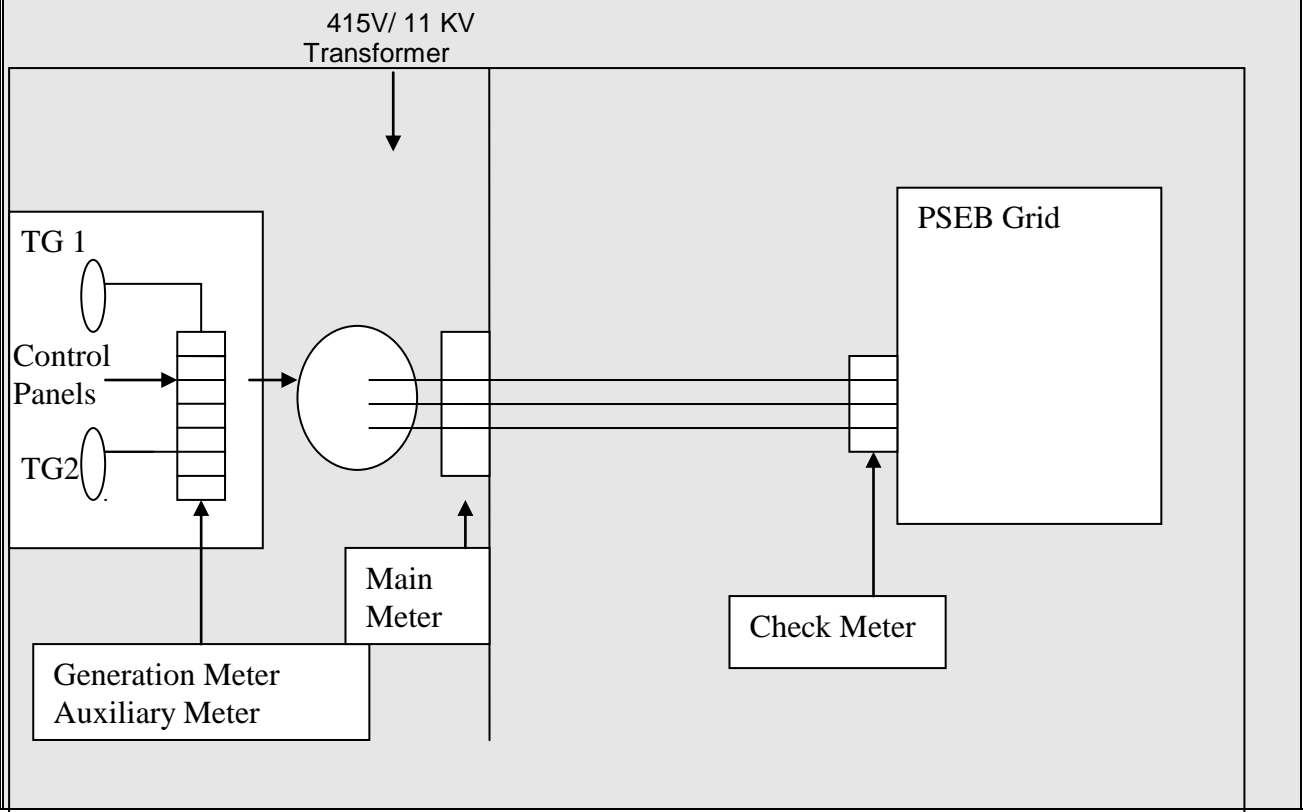 415V/ 11 KV
Transformer
PSEB Grid
TG 1
Control
Panels
TG2
Main
Meter
Check Meter
Generation Meter
Auxiliary Meter